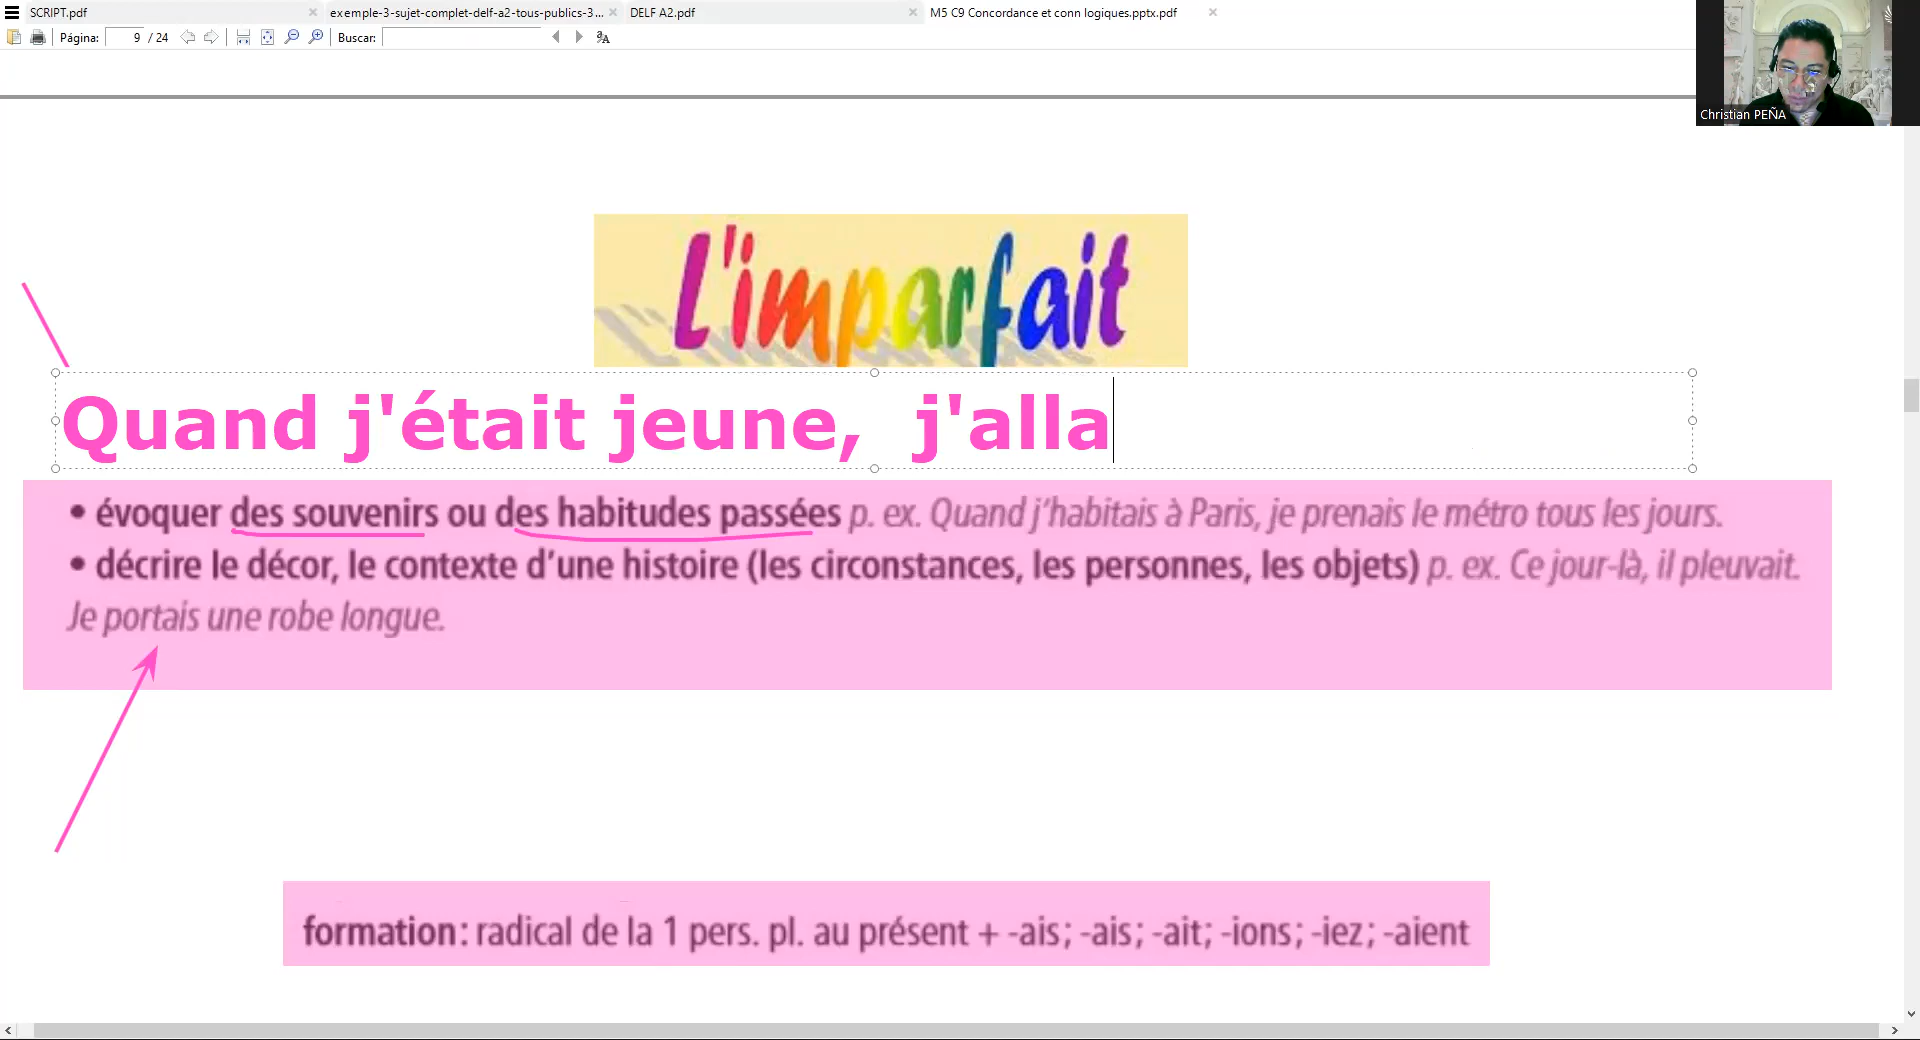 SCRIPT.pdf
exemple-3-sujet-complet-delf-a2-tous-publics-3...
DELF A2.pdf
M5 C9 Concordance et conn logiques.pptx.pdf
Página: 9 / 24 Buscar:
Christian PEÑA
L'imparfait
Quand j'était jeune, j'alla
• évoquer des souvenirs ou des habitudes passées p. ex. Quand j'habitais à Paris, je prenais le métro tous les jours.
• décrire le décor, le contexte d'une histoire (les circonstances, les personnes, les objets) p. ex. Ce jour-là, il pleuvait.
Je portais une robe longue.
formation : radical de la 1 pers. pl. au présent + -ais ; -ais ; -ait ; -ions ; -iez ; -aient